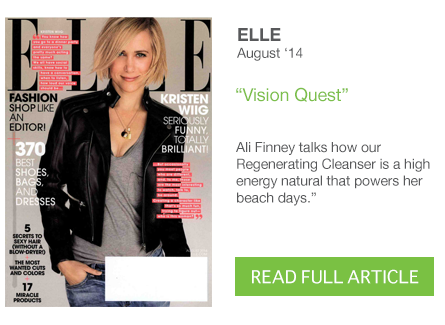 ELLE
FASHION
SHOP LIKE
AN
EDITOR!
370
BEST
SHOES,
BAGS,
AND
DRESSES
5
SECRETS TO
SEXY HAIR
(WITHOUT A
BLOW-DRYER!)
THE MOST
WANTED CUTS
AND COLORS
+
17
MIRACLE
PRODUCTS
KRISTEN
WIIG
SERIOUSLY
FUNNY,
TOTALLY
BRILLIANT!
ELLE
August ‘14
“Vision Quest”
Ali Finney talks how our
Regenerating Cleanser is a high
energy natural that powers her
beach days.”
READ FULL ARTICLE